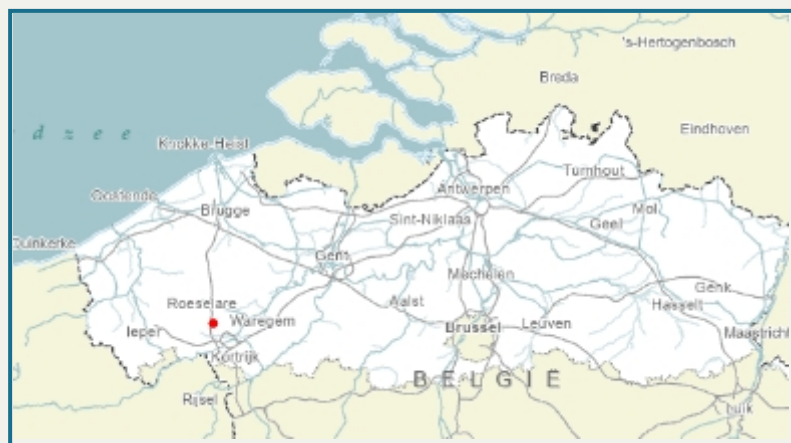 's-Hertogenbosch
Breda
d z e e
Eindhoven
Knokke-Heist
Turnhout
Oostende
Antwerpen
Mol
Brugge
Sint-Niklaas
Geel
Duinkerke
Gent
Mechelen
Genk
Roeselare
Aalst
Hasselt
Ieper
Waregem
Brussel
Leuven
Maastricht
Kortrijk
BELGIË
Rijsel
Luik